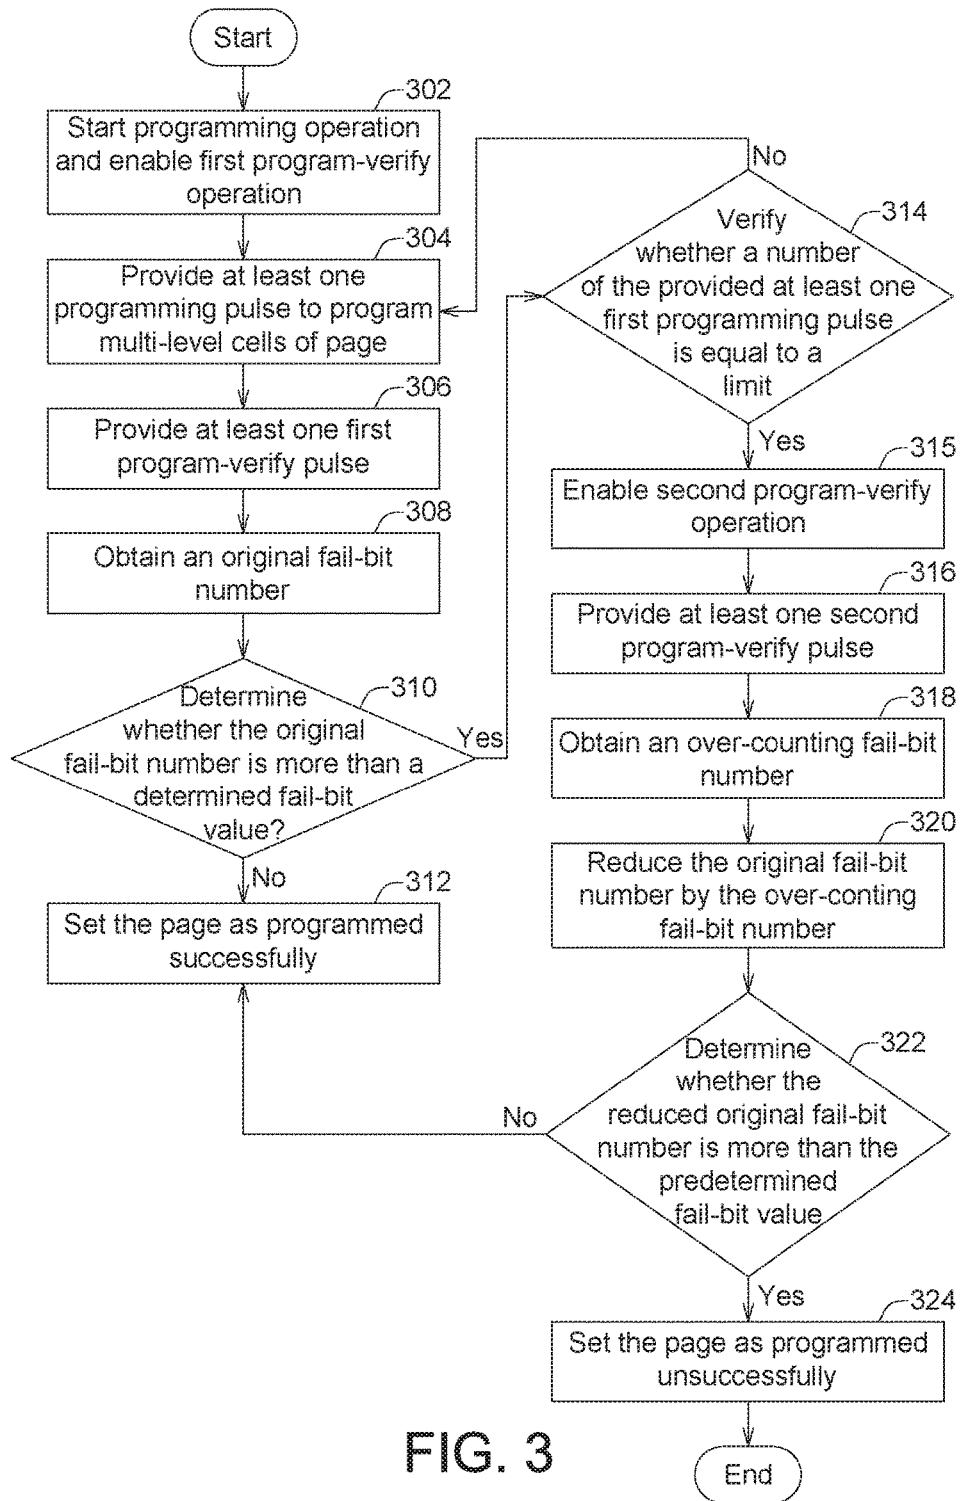 Start
302
Start programming operation
and enable first program-verify
operation
304
Provide at least one
programming pulse to program
multi-level cells of page
306
Provide at least one first
program-verify pulse
308
Obtain an original fail-bit
number
310
Determine
whether the original
fail-bit number is more than a
determined fail-bit
value?
Yes
No
312
Set the page as programmed
successfully
No
314
Verify
whether a number
of the provided at least one
first programming pulse
is equal to a
limit
Yes
315
Enable second program-verify
operation
316
Provide at least one second
program-verify pulse
318
Obtain an over-counting fail-bit
number
320
Reduce the original fail-bit
number by the over-conting
fail-bit number
322
Determine
whether the
reduced original fail-bit
number is more than the
predetermined
fail-bit value
No
Yes
324
Set the page as programmed
unsuccessfully
End
FIG. 3